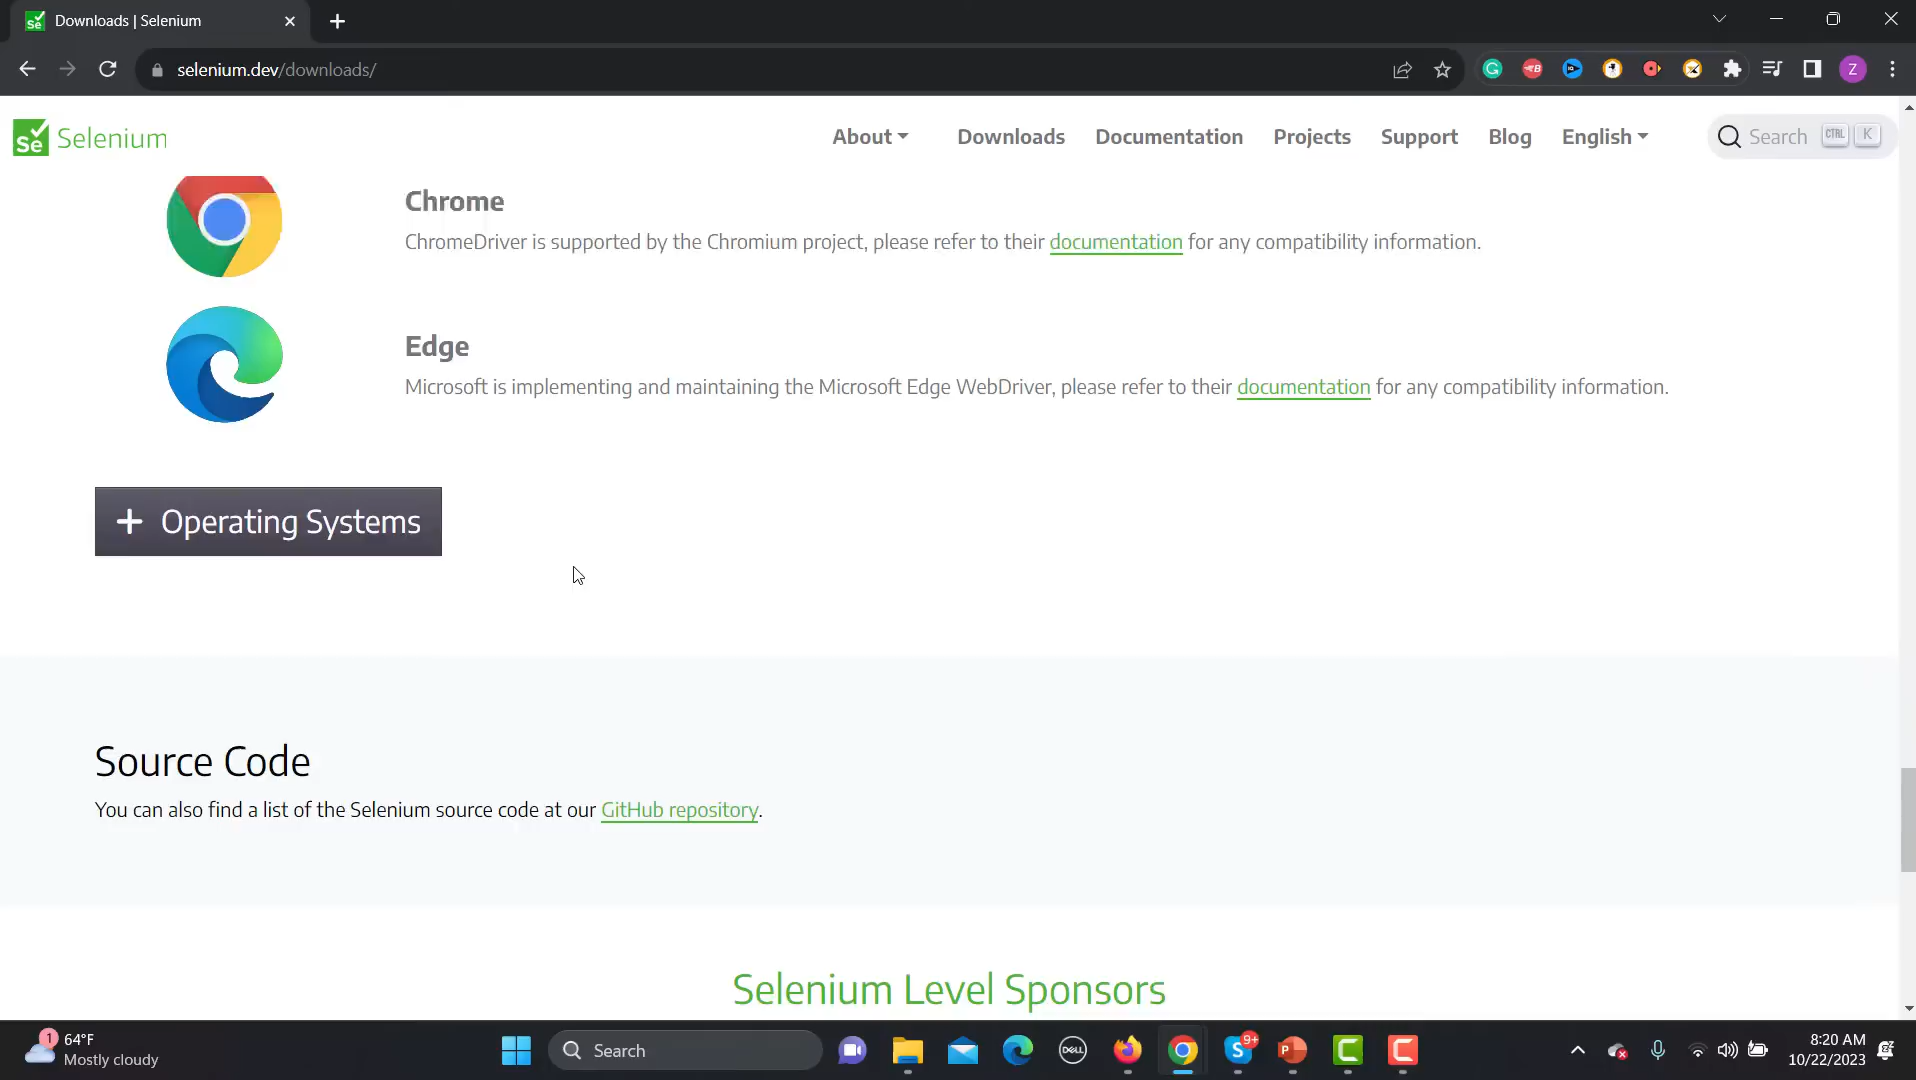 Downloads | Selenium
selenium.dev/downloads/
Z
Se Selenium
About
Downloads
Documentation
Projects
Support
Blog
English
Search CTRL K
Chrome
ChromeDriver is supported by the Chromium project, please refer to their documentation for any compatibility information.
Edge
Microsoft is implementing and maintaining the Microsoft Edge WebDriver, please refer to their documentation for any compatibility information.
+ Operating Systems
Source Code
You can also find a list of the Selenium source code at our GitHub repository.
Selenium Level Sponsors
1
64°F
Mostly cloudy
Search
DELL
9+
8:20 AM
10/22/2023